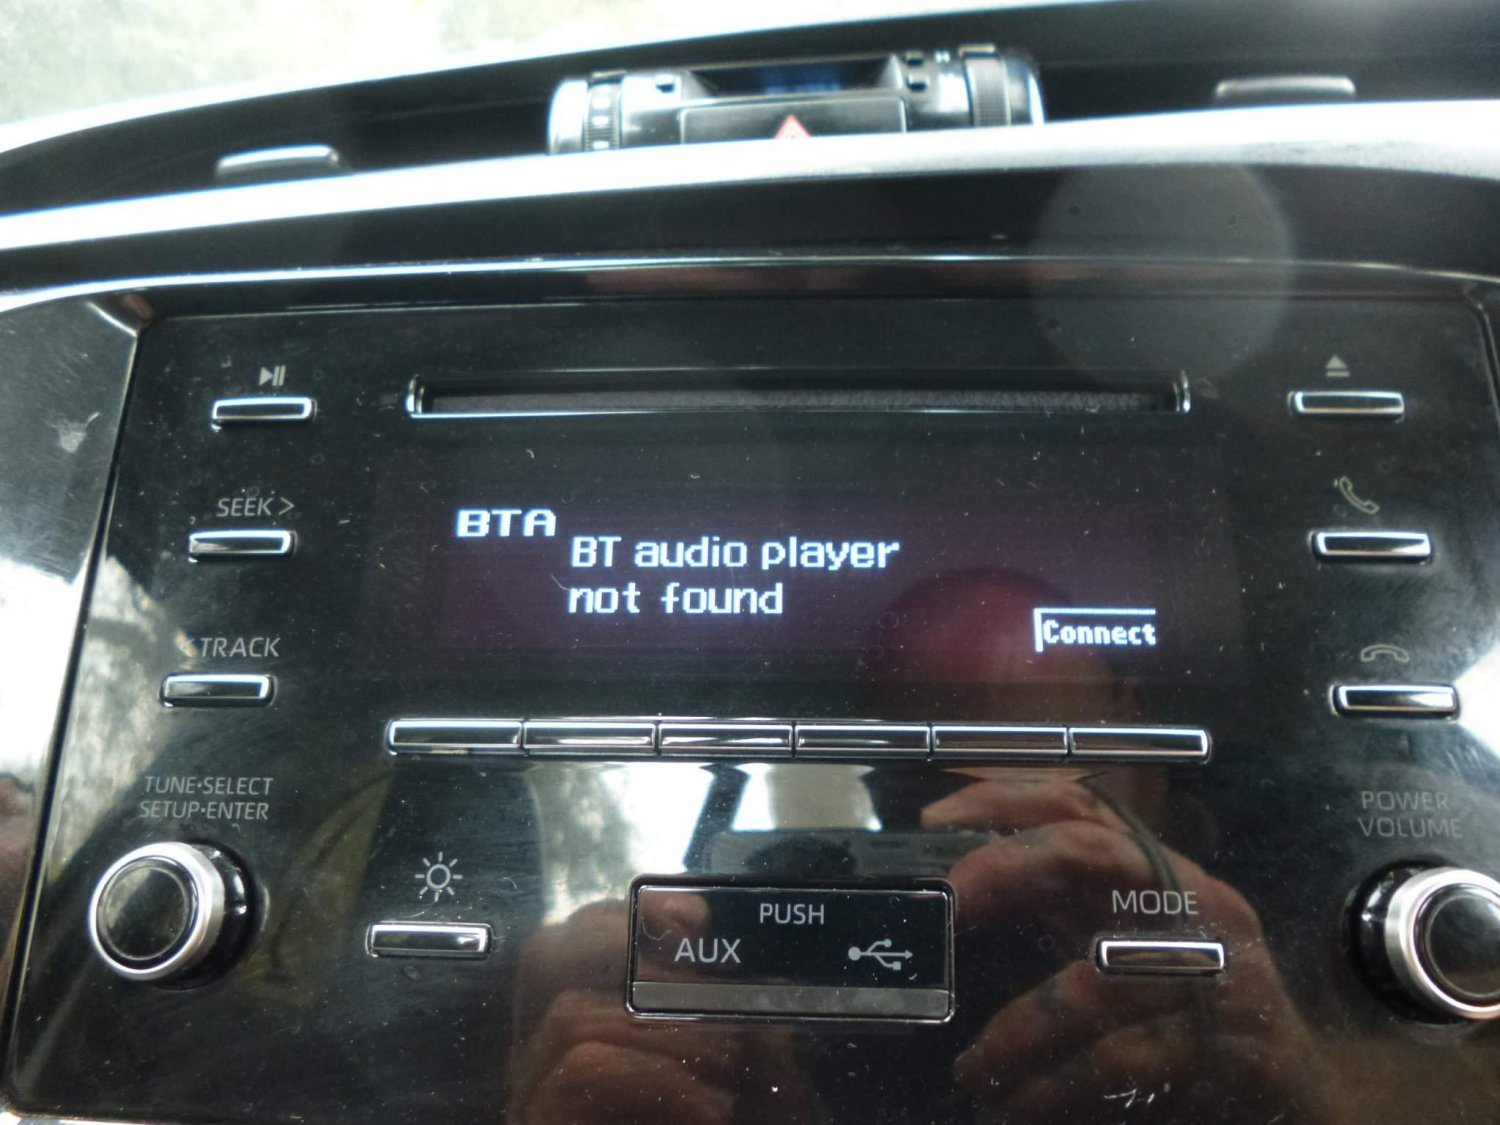 SEEK >
< TRACK
TUNE•SELECT
SETUP•ENTER
BTA
BT audio player
not found
Connect
PUSH
AUX
MODE
POWER
VOLUME